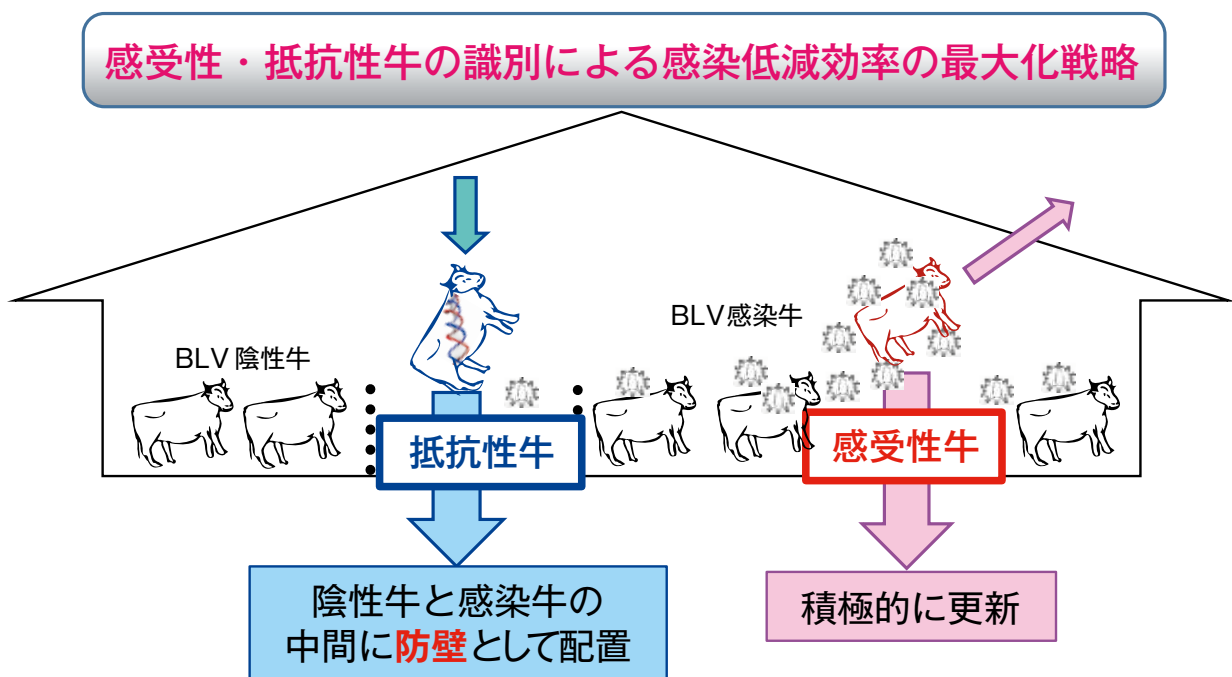 感受性・抵抗性牛の識別による感染低減効率の最大化戦略
BLV感染牛
BLV 陰性牛
抵抗性牛
感受性牛
陰性牛と感染牛の
中間に防壁として配置
積極的に更新